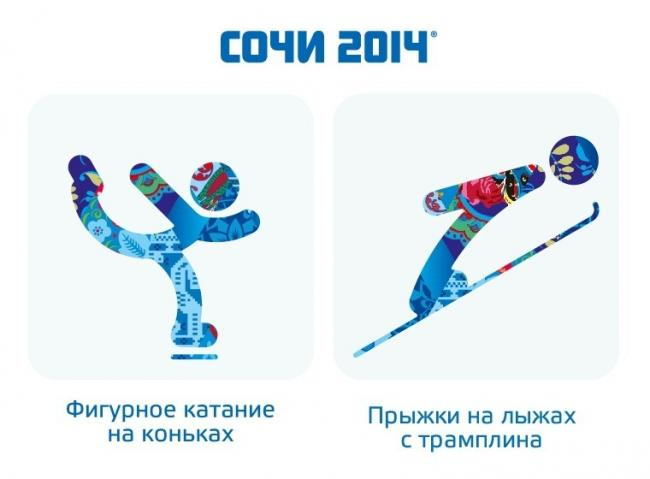 СОЧИ 2014®
Фигурное катание
на коньках
Прыжки на лыжах
с трамплина